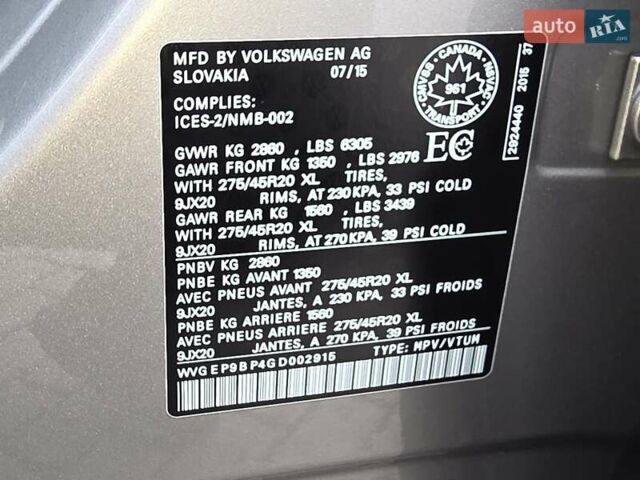 auto RIA .com
MFD BY VOLKSWAGEN AG
SLOVAKIA 07/15
COMPLIES:
ICES-2/NMB-002
CANADA
CMVSS NSVAC
961
TRANSPORT
GVWR KG 2860 , LBS 6305
GAWR FRONT KG 1350 , LBS 2976
WITH 275/45R20 XL TIRES,
9JX20 RIMS, AT 230 KPA, 33 PSI COLD
GAWR REAR KG 1560 , LBS 3439
WITH 275/45R20 XL TIRES,
9JX20 RIMS, AT 270 KPA, 39 PSI COLD
EC
2924440 2016 37
PNBV KG 2860
PNBE KG AVANT 1350
AVEC PNEUS AVANT 275/45R20 XL
9JX20 JANTES, A 230 KPA, 33 PSI FROIDS
PNBE KG ARRIERE 1560
AVEC PNEUS ARRIERE 275/45R20 XL
9JX20 JANTES, A 270 KPA, 39 PSI FROIDS
WVGEP9BP4GD002915 TYPE: MPV/VTUM